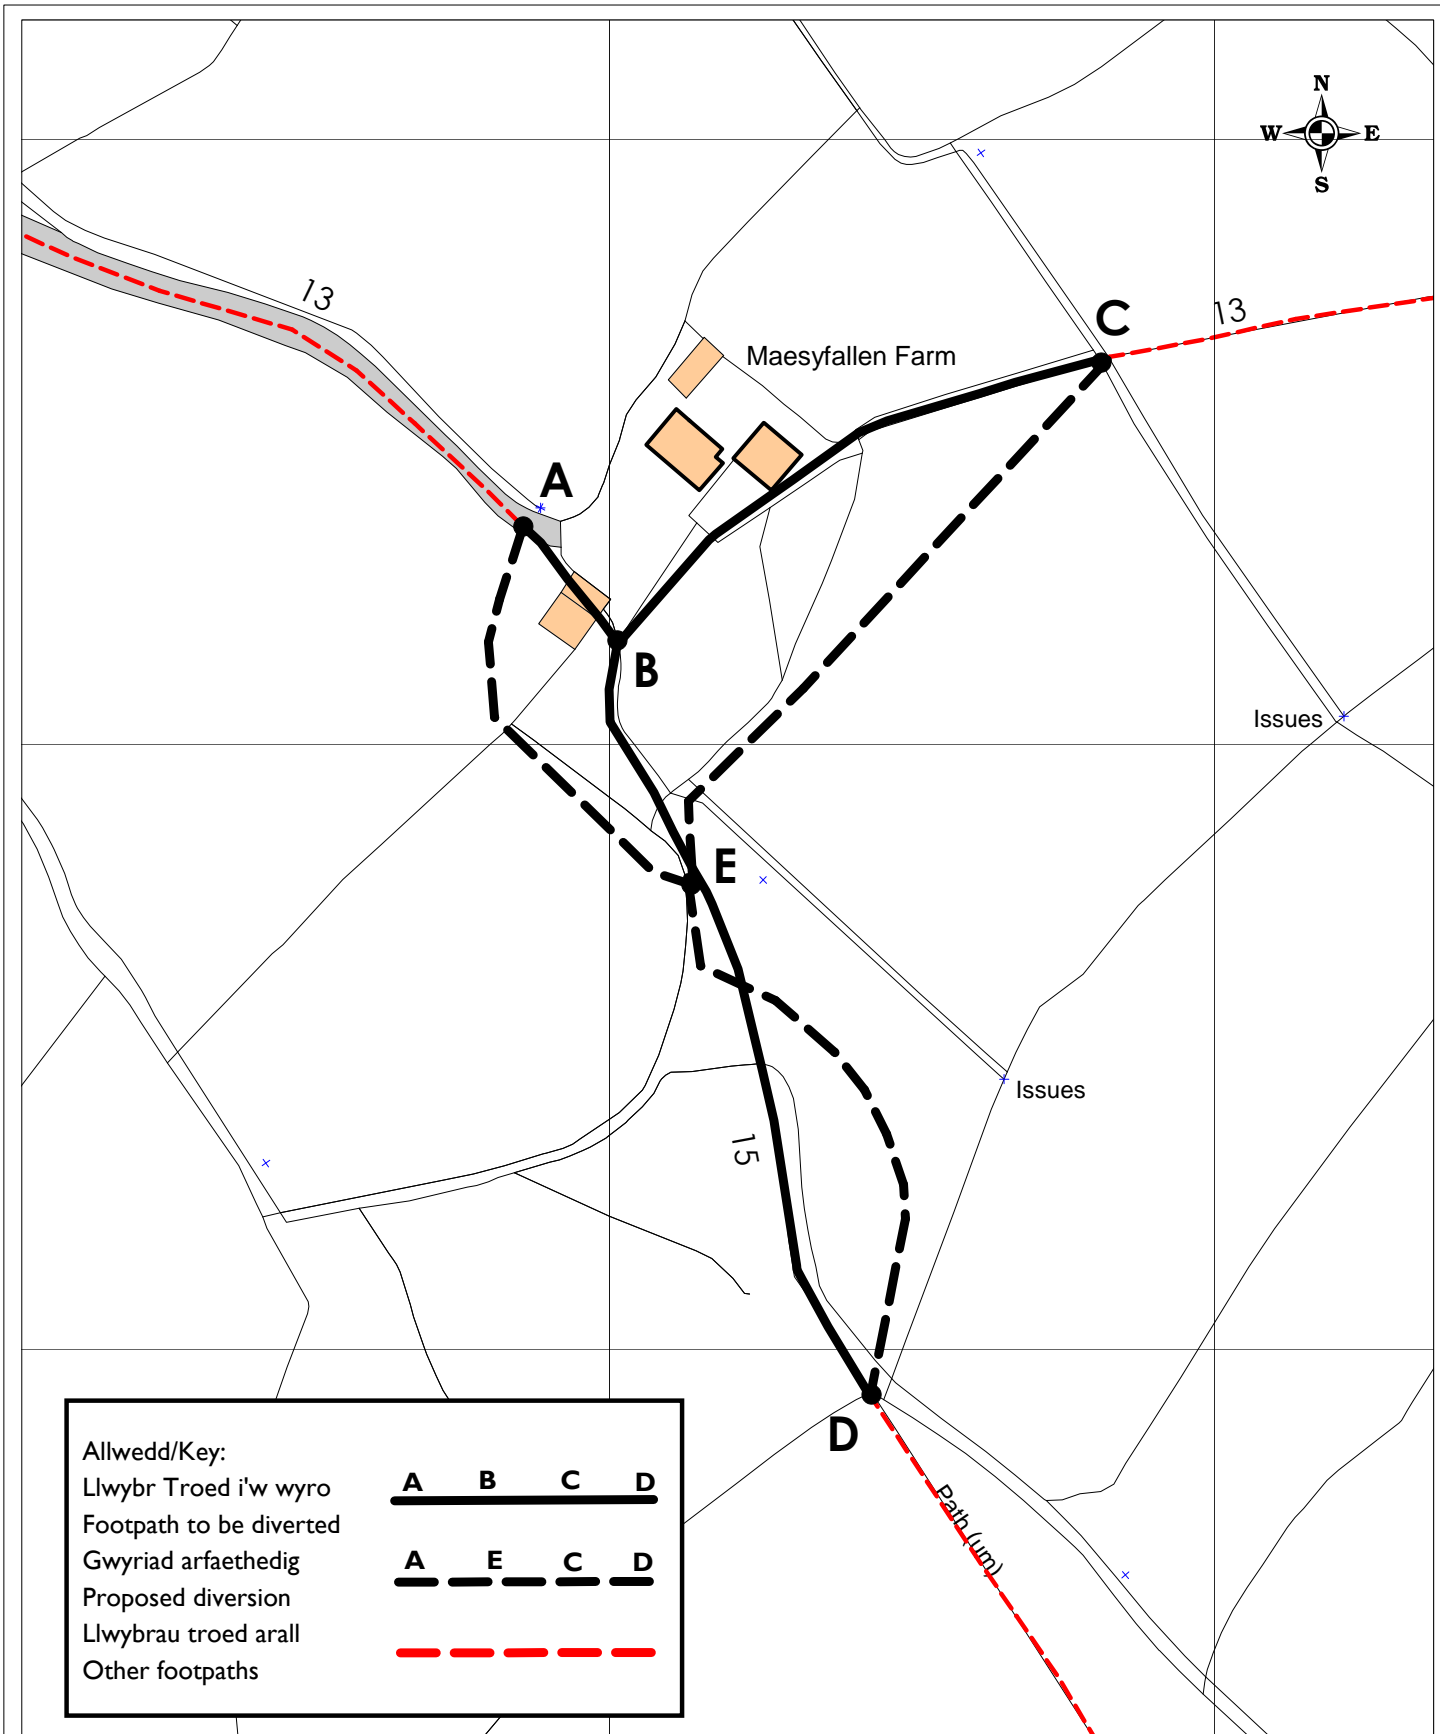 N
W E
S
13
C
13
Maesyfallen Farm
A
B
Issues
E
Issues
15
D
Path (um)
Allwedd/Key:
Llwybr Troed i'w wyro
A B C D
Footpath to be diverted
Gwyriad arfaethedig
A E C D
Proposed diversion
Llwybrau troed arall
Other footpaths